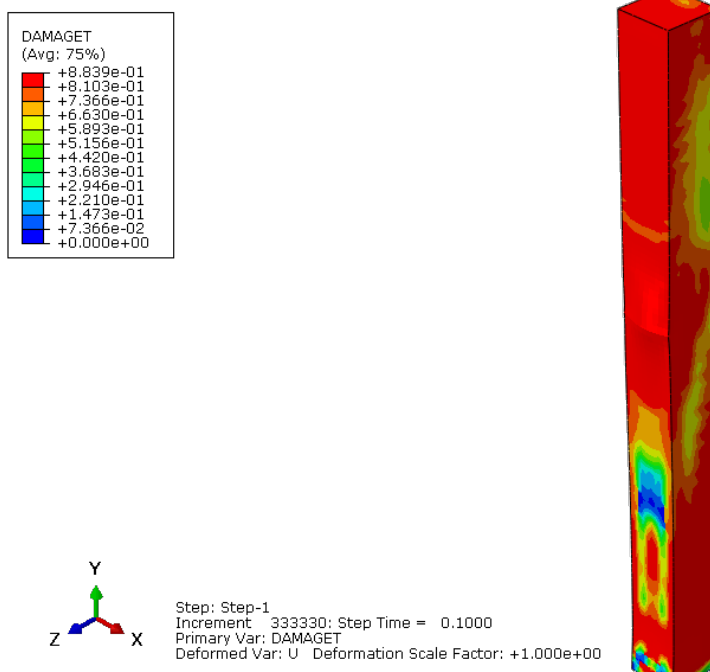 DAMAGET
(Avg: 75%)
+8.839e-01
+8.103e-01
+7.366e-01
+6.630e-01
+5.893e-01
+5.156e-01
+4.420e-01
+3.683e-01
+2.946e-01
+2.210e-01
+1.473e-01
+7.366e-02
+0.000e+00
Y
Z X
Step: Step-1
Increment 333330: Step Time = 0.1000
Primary Var: DAMAGET
Deformed Var: U Deformation Scale Factor: +1.000e+00